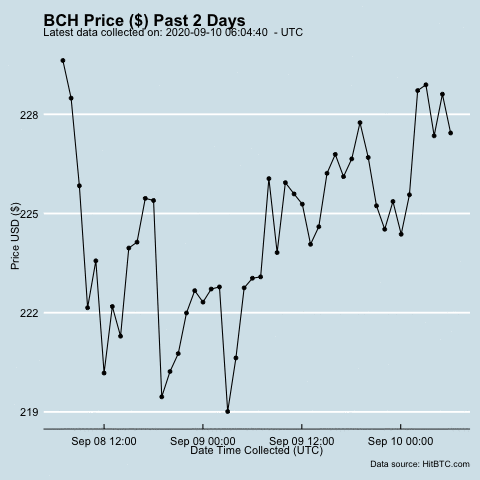 BCH Price ($) Past 2 Days
Latest data collected on: 2020-09-10 06:04:40 - UTC
228
225
222
219
Price USD ($)
Sep 08 12:00 Sep 09 00:00 Sep 09 12:00 Sep 10 00:00
Date Time Collected (UTC)
Data source: HitBTC.com